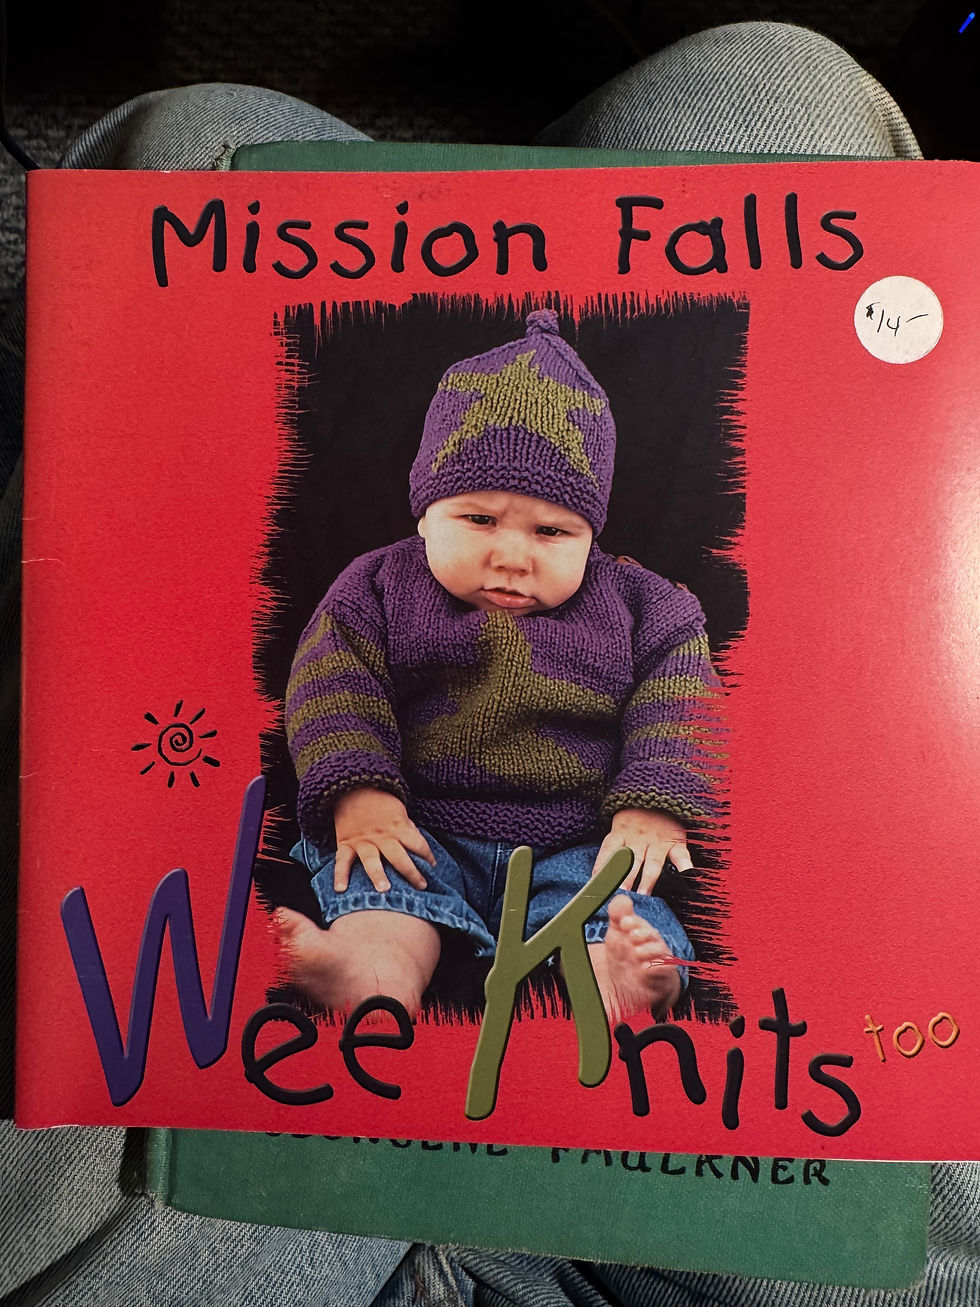 Mission Falls
$14-
Wee Knits too
FAULKNER